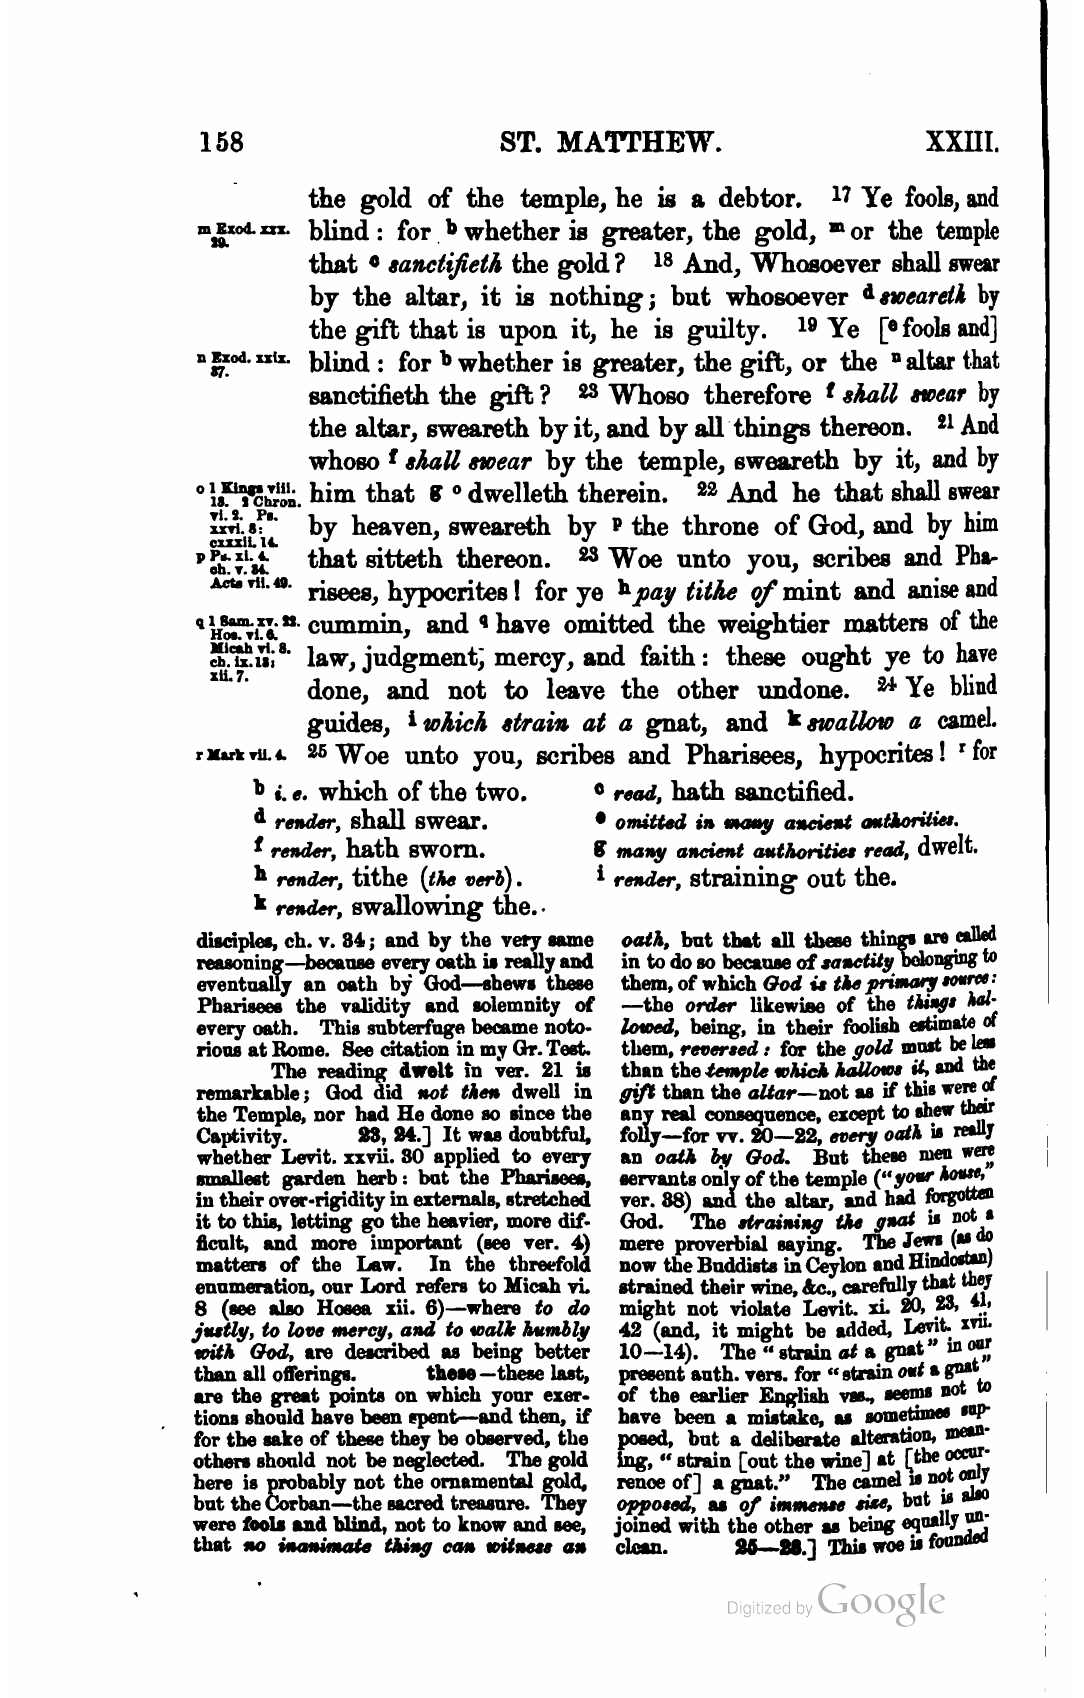 158 ST. MATTHEW. XXIII.
the gold of the temple, he is a debtor. 17 Ye fools, and
m Exod. xxx.
29.
blind : for b whether is greater, the gold, m or the temple
that c sanctifieth the gold ? 18 And, Whosoever shall swear
by the altar, it is nothing ; but whosoever d sweareth by
the gift that is upon it, he is guilty. 19 Ye [e fools and]
n Exod. xxix.
37.
blind : for b whether is greater, the gift, or the n altar that
sanctifieth the gift ? 23 Whoso therefore f shall swear by
the altar, sweareth by it, and by all things thereon. 21 And
whoso f shall swear by the temple, sweareth by it, and by
o 1 Kings viii.
13. 2 Chron.
vi. 2. Ps.
xxvi. 8:
cxxxii. 14.
him that g o dwelleth therein. 22 And he that shall swear
by heaven, sweareth by p the throne of God, and by him
p Ps. xi. 4.
ch. v. 34.
Acts vii. 49.
that sitteth thereon. 23 Woe unto you, scribes and Pha-
risees, hypocrites ! for ye h pay tithe of mint and anise and
q 1 Sam. xv. 22.
Hos. vi. 6.
Micah vi. 8.
ch. ix. 13:
xii. 7.
cummin, and q have omitted the weightier matters of the
law, judgment, mercy, and faith : these ought ye to have
done, and not to leave the other undone. 24 Ye blind
guides, i which strain at a gnat, and k swallow a camel.
r Mark vii. 4.
25 Woe unto you, scribes and Pharisees, hypocrites ! r for
b i. e. which of the two.
c read, hath sanctified.
d render, shall swear.
e omitted in many ancient authorities.
f render, hath sworn.
g many ancient authorities read, dwelt.
h render, tithe (the verb).
i render, straining out the.
k render, swallowing the.
disciples, ch. v. 34; and by the very same
reasoning—because every oath is really and
eventually an oath by God—shews these
Pharisees the validity and solemnity of
every oath. This subterfuge became noto-
rious at Rome. See citation in my Gr. Test.
The reading dwelt in ver. 21 is
remarkable; God did not then dwell in
the Temple, nor had He done so since the
Captivity. 23, 24.] It was doubtful,
whether Levit. xxvii. 30 applied to every
smallest garden herb: but the Pharisees,
in their over-rigidity in externals, stretched
it to this, letting go the heavier, more dif-
ficult, and more important (see ver. 4)
matters of the Law. In the threefold
enumeration, our Lord refers to Micah vi.
8 (see also Hosea xii. 6)—where to do
justly, to love mercy, and to walk humbly
with God, are described as being better
than all offerings. these—these last,
are the great points on which your exer-
tions should have been spent—and then, if
for the sake of these they be observed, the
others should not be neglected. The gold
here is probably not the ornamental gold,
but the Corban—the sacred treasure. They
were fools and blind, not to know and see,
that no inanimate thing can witness an
oath, but that all these things are called
in to do so because of sanctity belonging to
them, of which God is the primary source:
—the order likewise of the things hal-
lowed, being, in their foolish estimate of
them, reversed: for the gold must be less
than the temple which hallows it, and the
gift than the altar—not as if this were of
any real consequence, except to shew their
folly—for vv. 20—22, every oath is really
an oath by God. But these men were
servants only of the temple (“your house,”
ver. 38) and the altar, and had forgotten
God. The straining the gnat is not a
mere proverbial saying. The Jews (as do
now the Buddists in Ceylon and Hindostan)
strained their wine, &c., carefully that they
might not violate Levit. xi. 20, 23, 41,
42 (and, it might be added, Levit. xvii.
10—14). The “strain at a gnat” in our
present auth. vers. for “strain out a gnat”
of the earlier English vss., seems not to
have been a mistake, as sometimes sup-
posed, but a deliberate alteration, mean-
ing, “strain [out the wine] at [the occur-
rence of] a gnat.” The camel is not only
opposed, as of immense size, but is also
joined with the other as being equally un-
clean. 25—28.] This woe is founded
Digitized by Google